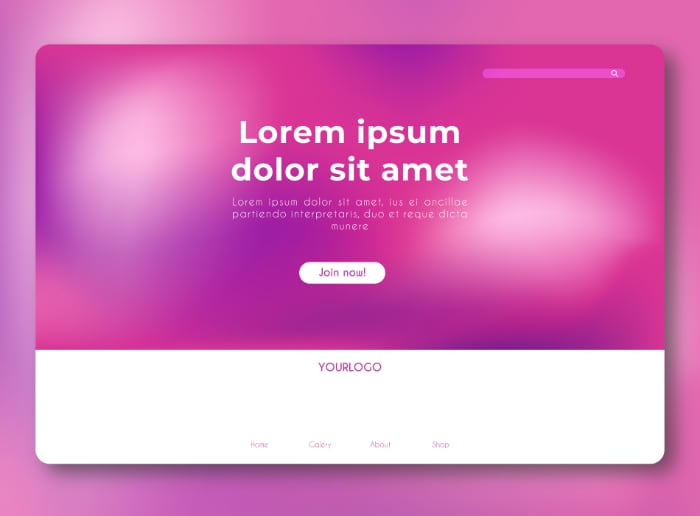 Lorem ipsum
dolor sit amet
Lorem ipsum dolor sit amet, ius ei ancillae
partiendo interpretaris, duo et reque dicta
munere
Join now!
YOURLOGO
Home Galery About Shop